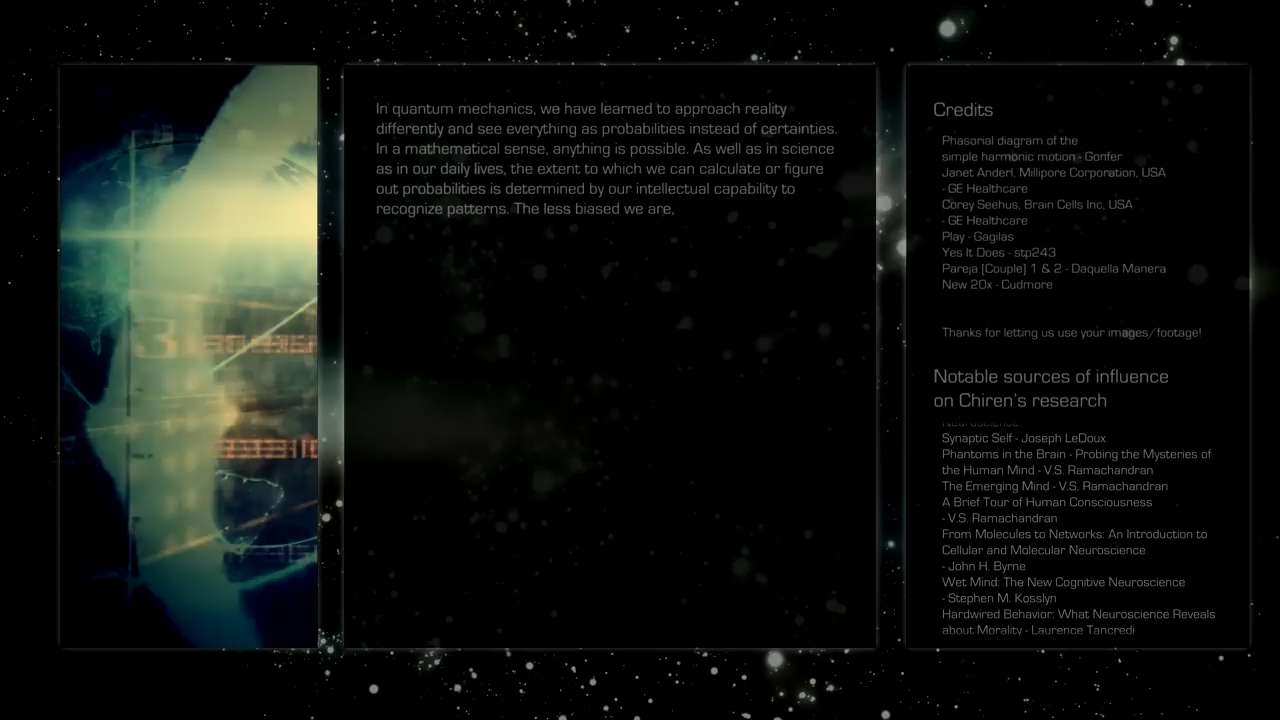 In quantum mechanics, we have learned to approach reality
differently and see everything as probabilities instead of certainties.
In a mathematical sense, anything is possible. As well as in science
as in our daily lives, the extent to which we can calculate or figure
out probabilities is determined by our intellectual capability to
recognize patterns. The less biased we are,
Credits
Phasorial diagram of the
simple harmonic motion - Gonfer
Janet Anderl, Millipore Corporation, USA
- GE Healthcare
Corey Seehus, Brain Cells Inc, USA
- GE Healthcare
Play - Gagilas
Yes It Does - stp243
Pareja (Couple) 1 & 2 - Daquella Manera
New 20x - Cudmore
Thanks for letting us use your images/footage!
Notable sources of influence
on Chiren's research
Neuroscience:
Synaptic Self - Joseph LeDoux
Phantoms in the Brain - Probing the Mysteries of
the Human Mind - V.S. Ramachandran
The Emerging Mind - V.S. Ramachandran
A Brief Tour of Human Consciousness
- V.S. Ramachandran
From Molecules to Networks: An Introduction to
Cellular and Molecular Neuroscience
- John H. Byrne
Wet Mind: The New Cognitive Neuroscience
- Stephen M. Kosslyn
Hardwired Behavior: What Neuroscience Reveals
about Morality - Laurence Tancredi